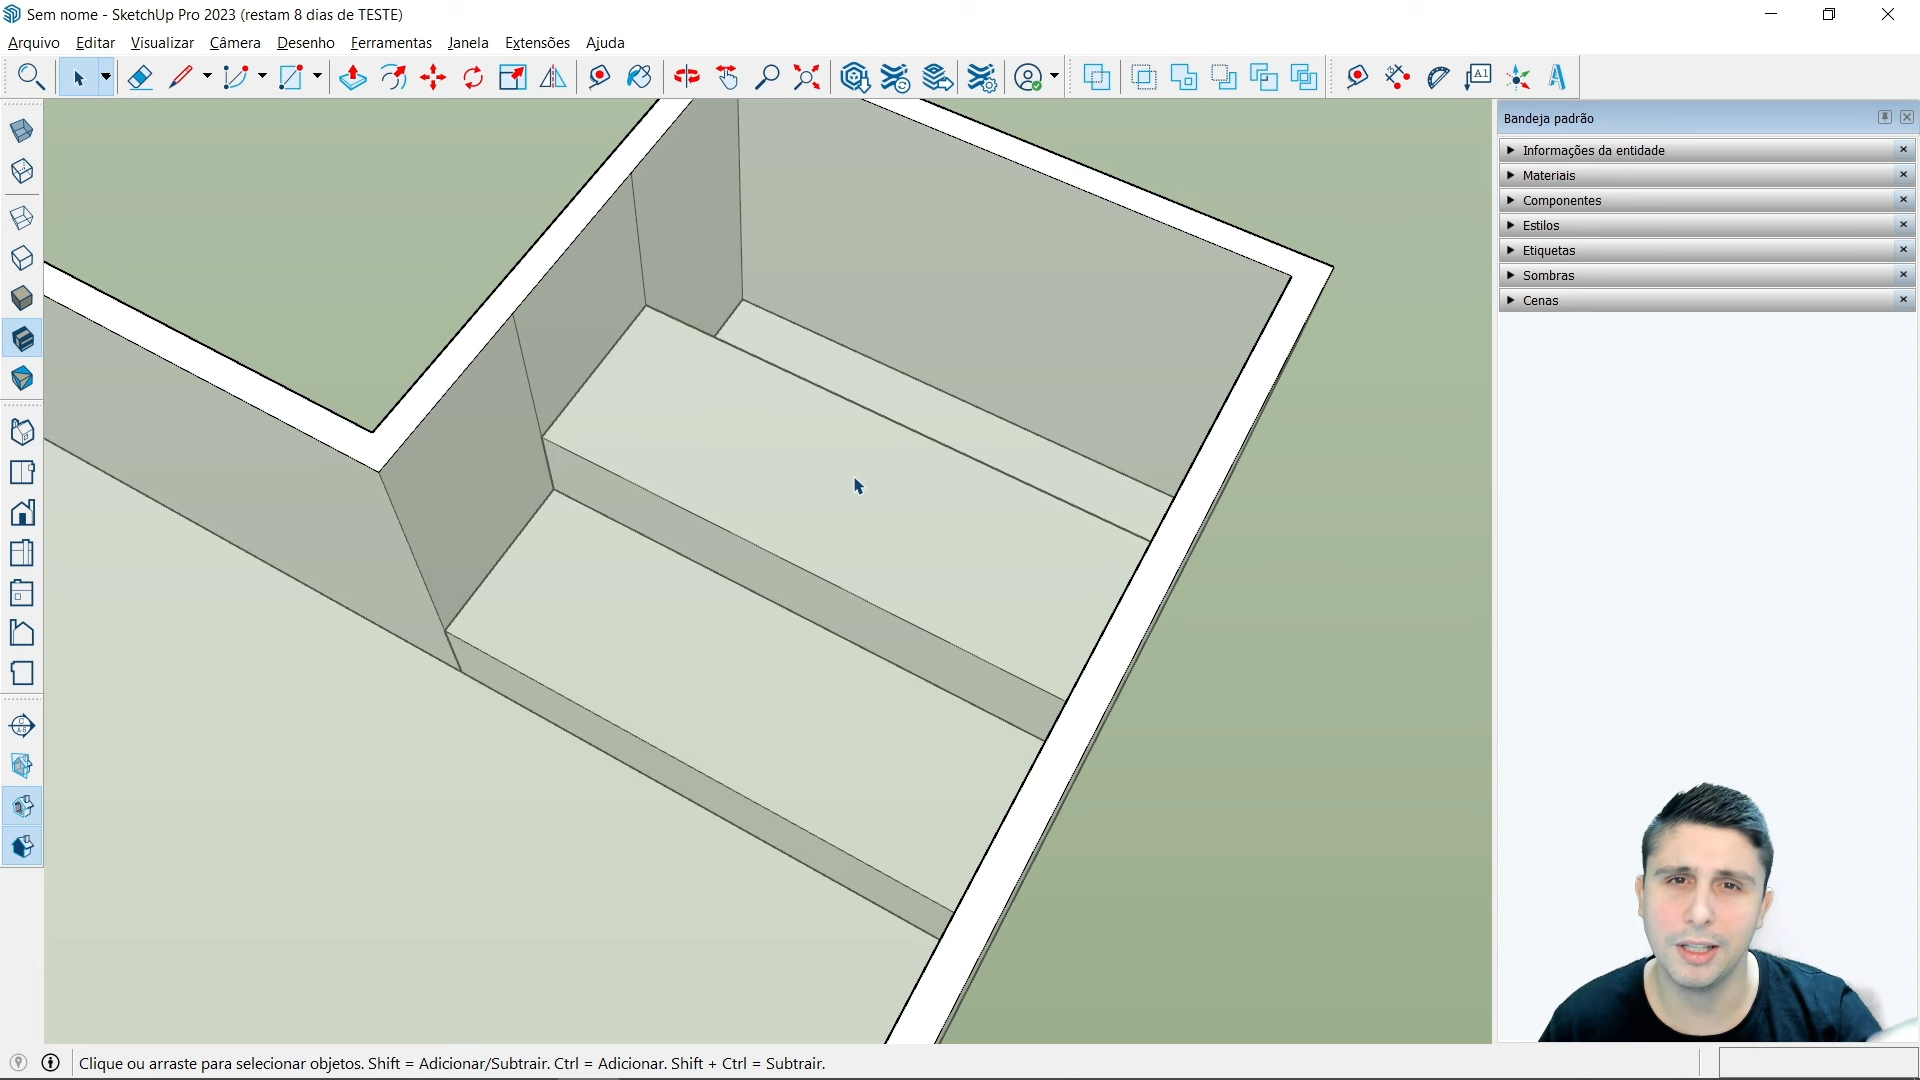 Sem nome - SketchUp Pro 2023 (restam 8 dias de TESTE)
Arquivo Editar Visualizar Câmera Desenho Ferramentas Janela Extensões Ajuda
A1
Bandeja padrão
Informações da entidade
Materiais
Componentes
Estilos
Etiquetas
Sombras
Cenas
Clique ou arraste para selecionar objetos. Shift = Adicionar/Subtrair. Ctrl = Adicionar. Shift + Ctrl = Subtrair.